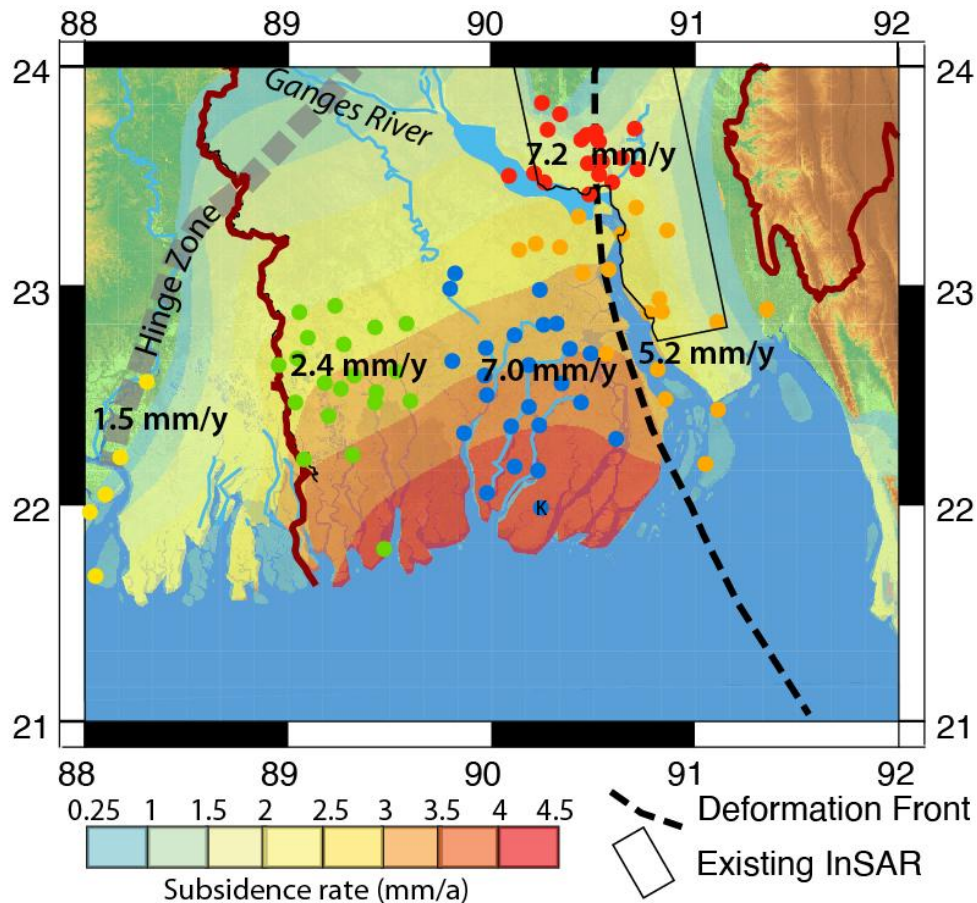 88 89 90 91 92
24 24
Ganges River
7.2 mm/y
Hinge Zone
23 23
2.4 mm/y
7.0 mm/y
5.2 mm/y
1.5 mm/y
22 22
K
21 21
88 89 90 91 92
0.25 1 1.5 2 2.5 3 3.5 4 4.5
Subsidence rate (mm/a)
Deformation Front
Existing InSAR